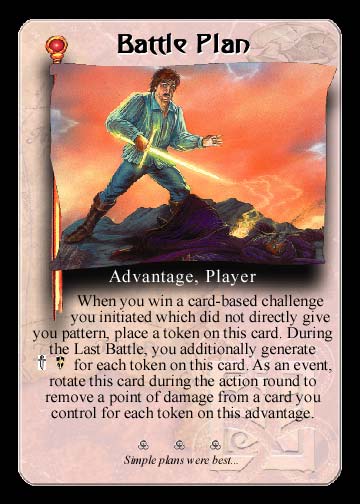 Battle Plan
Advantage, Player
When you win a card-based challenge
you initiated which did not directly give
you pattern, place a token on this card. During
the Last Battle, you additionally generate
for each token on this card. As an event,
rotate this card during the action round to
remove a point of damage from a card you
control for each token on this advantage.
Simple plans were best...